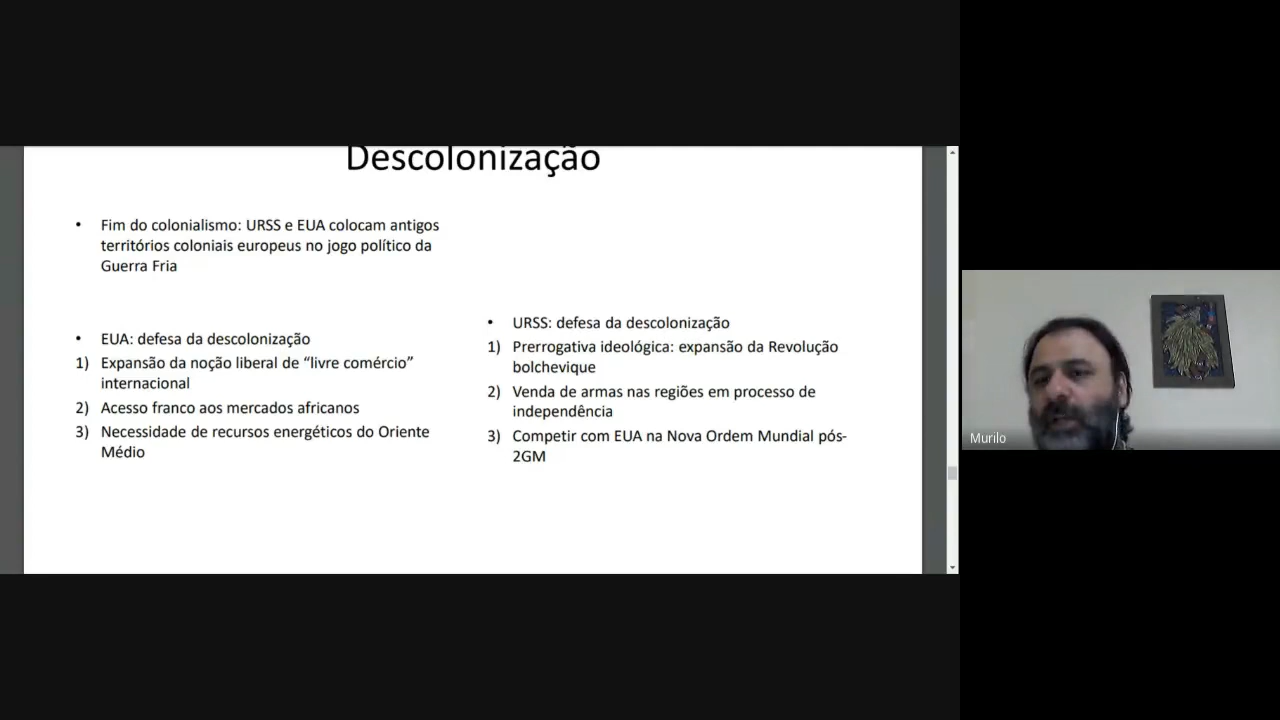 Descolonização
• Fim do colonialismo: URSS e EUA colocam antigos
territórios coloniais europeus no jogo político da
Guerra Fria
• EUA: defesa da descolonização
1) Expansão da noção liberal de “livre comércio”
internacional
2) Acesso franco aos mercados africanos
3) Necessidade de recursos energéticos do Oriente
Médio
• URSS: defesa da descolonização
1) Prerrogativa ideológica: expansão da Revolução
bolchevique
2) Venda de armas nas regiões em processo de
independência
3) Competir com EUA na Nova Ordem Mundial pós-
2GM
Murilo